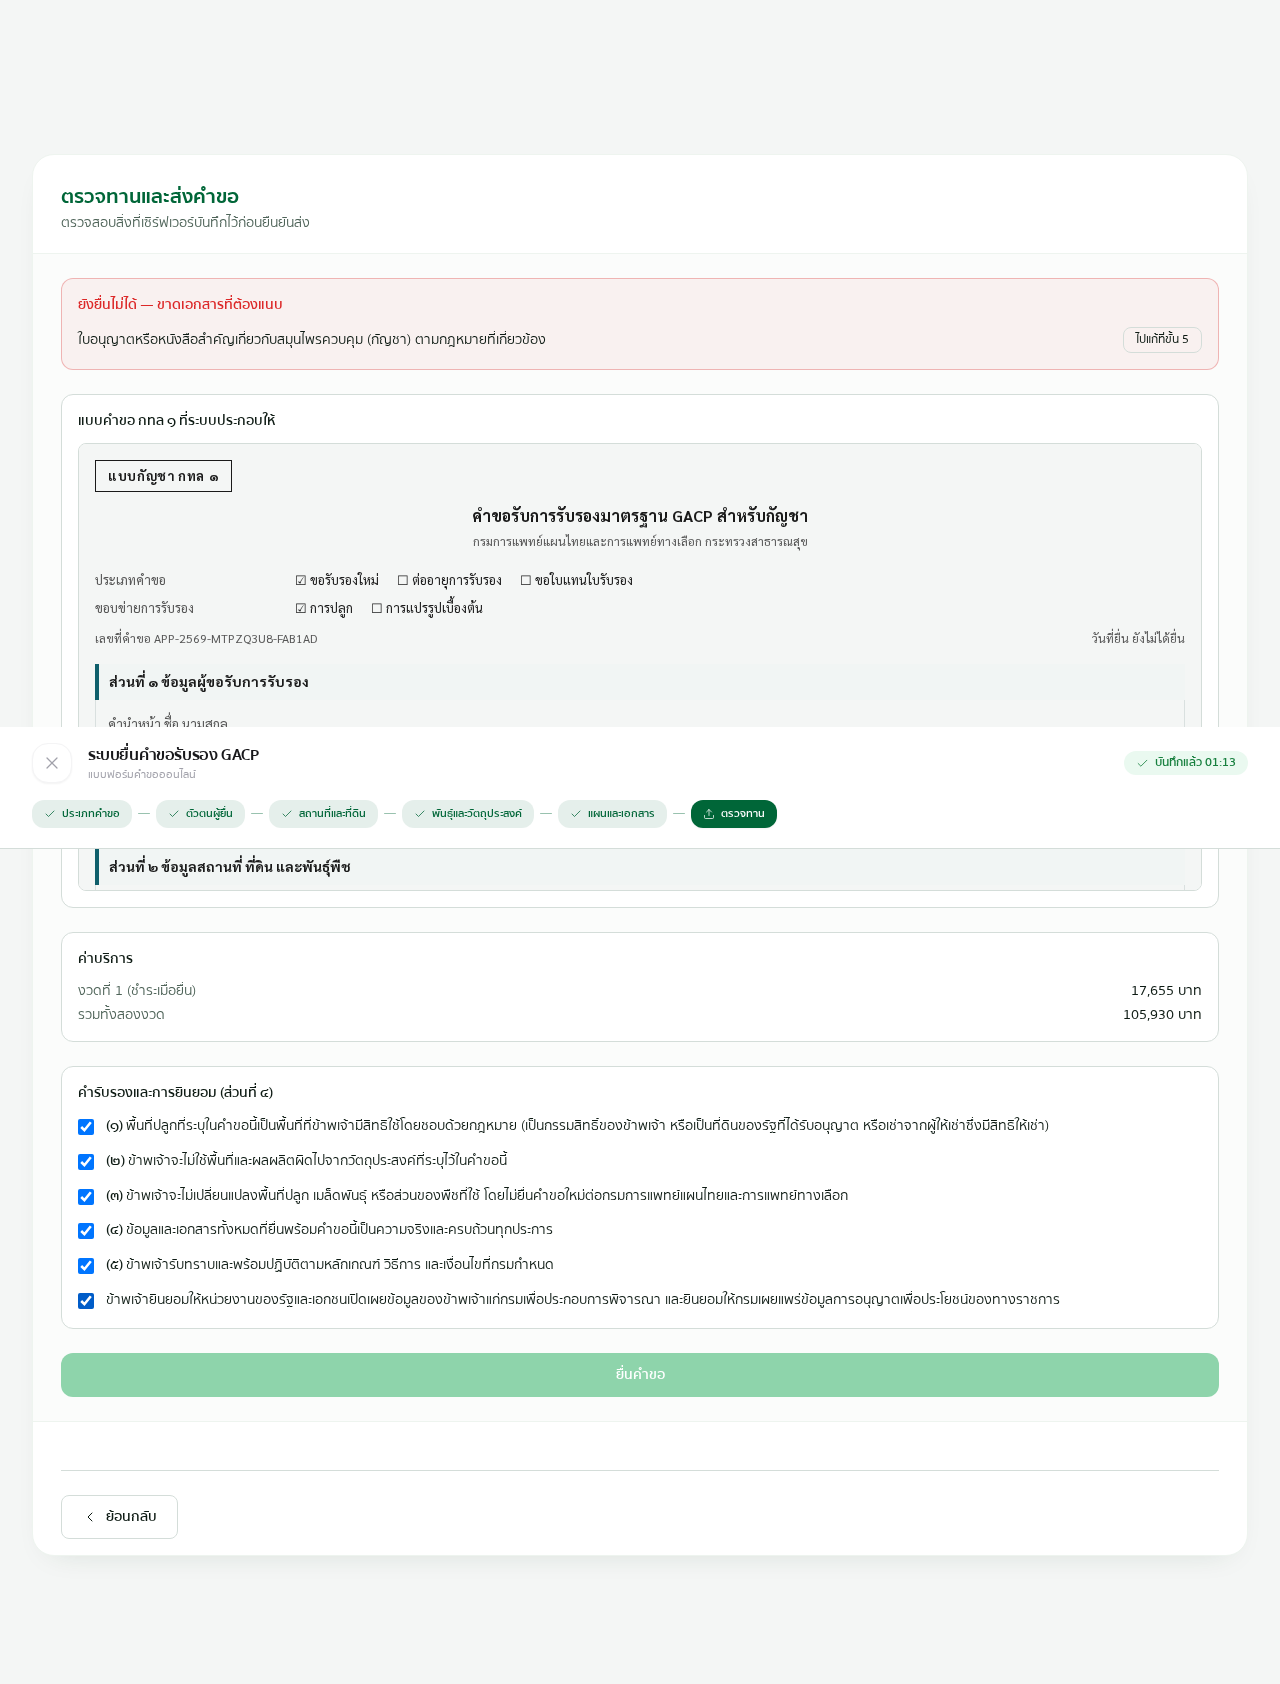 ตรวจทานและส่งคำขอ
ตรวจสอบสิ่งที่เซิร์ฟเวอร์บันทึกไว้ก่อนยืนยันส่ง
ยังยื่นไม่ได้ — ขาดเอกสารที่ต้องแนบ
ใบอนุญาตหรือหนังสือสำคัญเกี่ยวกับสมุนไพรควบคุม (กัญชา) ตามกฎหมายที่เกี่ยวข้อง
ไปแก้ที่ขั้น 5
แบบคำขอ กทล ๑ ที่ระบบประกอบให้
แบบกัญชา กทล ๑
คำขอรับการรับรองมาตรฐาน GACP สำหรับกัญชา
กรมการแพทย์แผนไทยและการแพทย์ทางเลือก กระทรวงสาธารณสุข
ประเภทคำขอ ☑ ขอรับรองใหม่ ☐ ต่ออายุการรับรอง ☐ ขอใบแทนใบรับรอง
ขอบข่ายการรับรอง ☑ การปลูก ☐ การแปรรูปเบื้องต้น
เลขที่คำขอ APP-2569-MTPZQ3U8-FAB1AD วันที่ยื่น ยังไม่ได้ยื่น
ส่วนที่ ๑ ข้อมูลผู้ขอรับการรับรอง
คำนำหน้า ชื่อ นามสกุล
ระบบยื่นคำขอรับรอง GACP
แบบฟอร์มคำขอออนไลน์
บันทึกแล้ว 01:13
ประเภทคำขอ — ตัวตนผู้ยื่น — สถานที่และที่ดิน — พันธุ์และวัตถุประสงค์ — แผนและเอกสาร — ตรวจทาน
ส่วนที่ ๒ ข้อมูลสถานที่ ที่ดิน และพันธุ์พืช
ค่าบริการ
งวดที่ 1 (ชำระเมื่อยื่น) 17,655 บาท
รวมทั้งสองงวด 105,930 บาท
คำรับรองและการยินยอม (ส่วนที่ ๔)
(๑) พื้นที่ปลูกที่ระบุในคำขอนี้เป็นพื้นที่ที่ข้าพเจ้ามีสิทธิใช้โดยชอบด้วยกฎหมาย (เป็นกรรมสิทธิ์ของข้าพเจ้า หรือเป็นที่ดินของรัฐที่ได้รับอนุญาต หรือเช่าจากผู้ให้เช่าซึ่งมีสิทธิให้เช่า)
(๒) ข้าพเจ้าจะไม่ใช้พื้นที่และผลผลิตผิดไปจากวัตถุประสงค์ที่ระบุไว้ในคำขอนี้
(๓) ข้าพเจ้าจะไม่เปลี่ยนแปลงพื้นที่ปลูก เมล็ดพันธุ์ หรือส่วนของพืชที่ใช้ โดยไม่ยื่นคำขอใหม่ต่อกรมการแพทย์แผนไทยและการแพทย์ทางเลือก
(๔) ข้อมูลและเอกสารทั้งหมดที่ยื่นพร้อมคำขอนี้เป็นความจริงและครบถ้วนทุกประการ
(๕) ข้าพเจ้ารับทราบและพร้อมปฏิบัติตามหลักเกณฑ์ วิธีการ และเงื่อนไขที่กรมกำหนด
ข้าพเจ้ายินยอมให้หน่วยงานของรัฐและเอกชนเปิดเผยข้อมูลของข้าพเจ้าแก่กรมเพื่อประกอบการพิจารณา และยินยอมให้กรมเผยแพร่ข้อมูลการอนุญาตเพื่อประโยชน์ของทางราชการ
ยื่นคำขอ
ย้อนกลับ